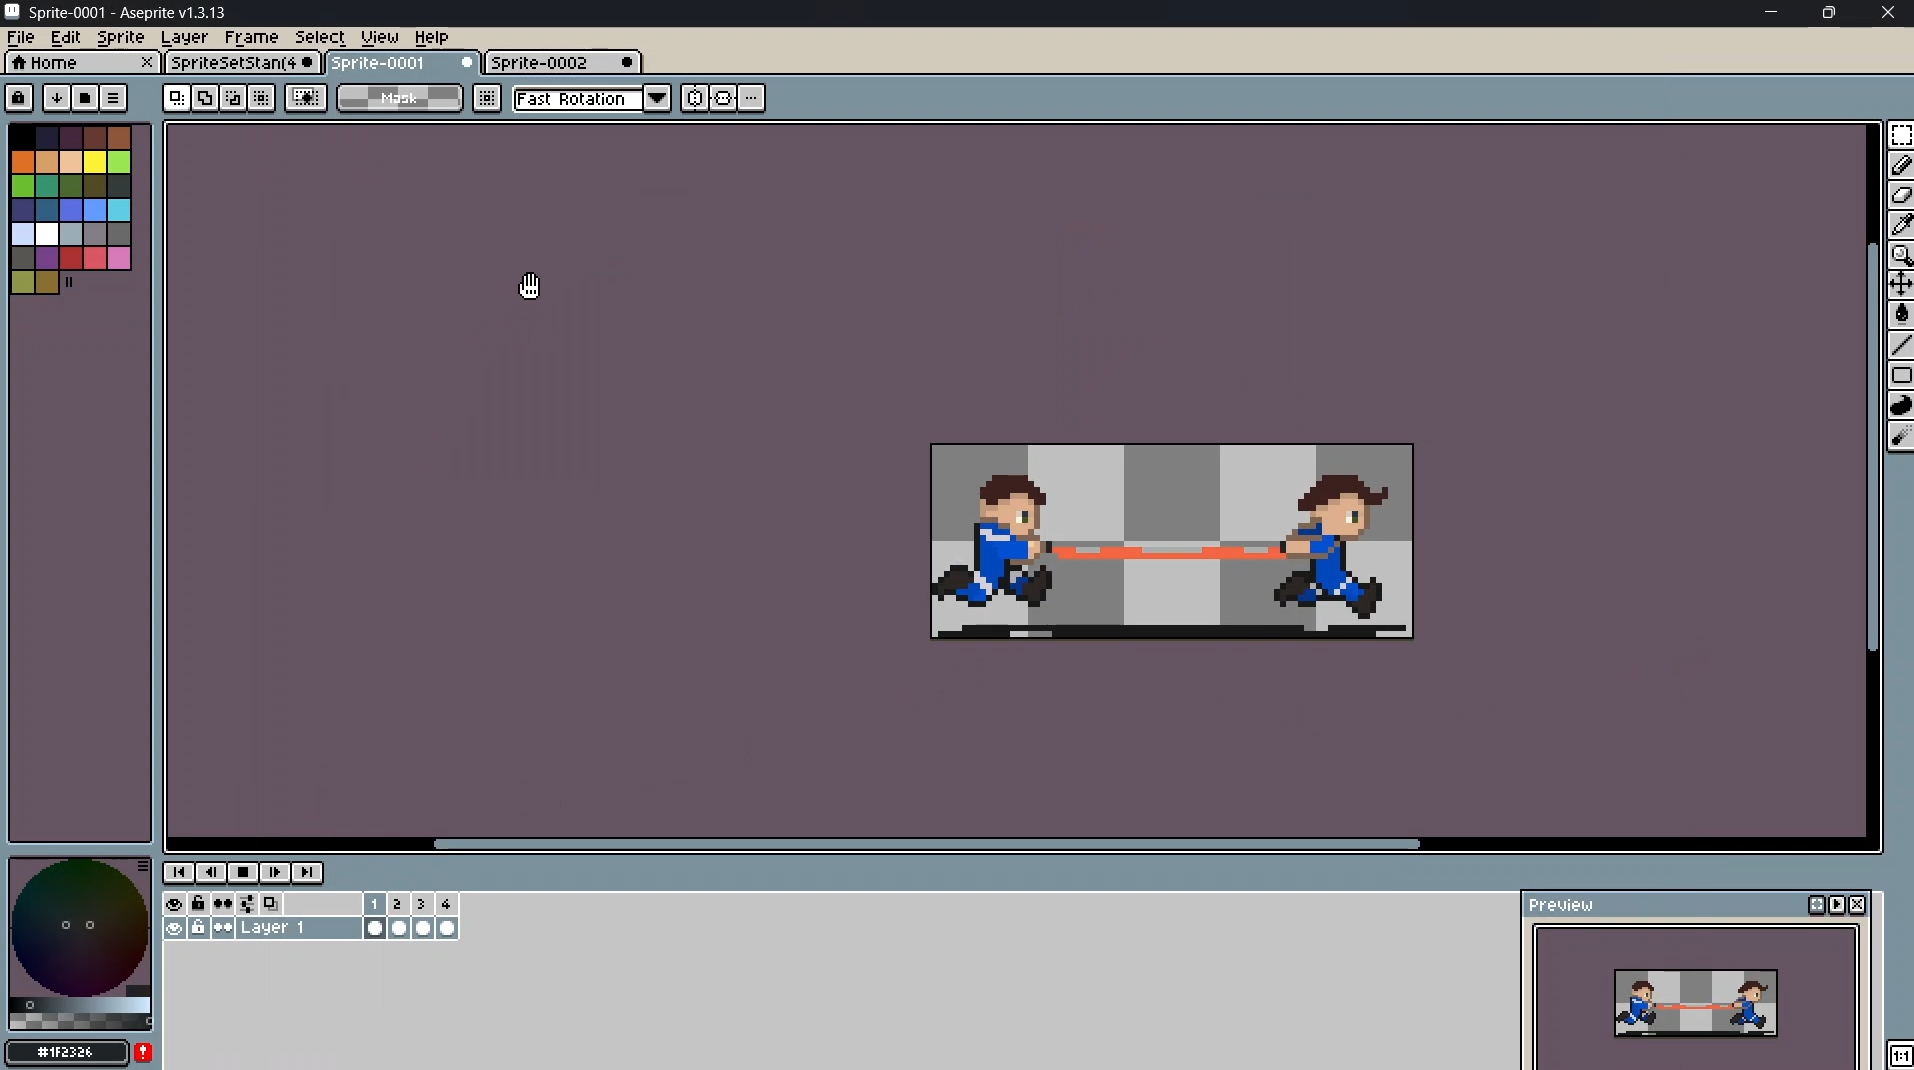 Sprite-0001 - Aseprite v1.3.13
File Edit Sprite Layer Frame Select View Help
Home SpriteSetStan(4 Sprite-0001 Sprite-0002
Mask Fast Rotation
1 2 3 4
Layer 1
Preview
#1F2326
1:1